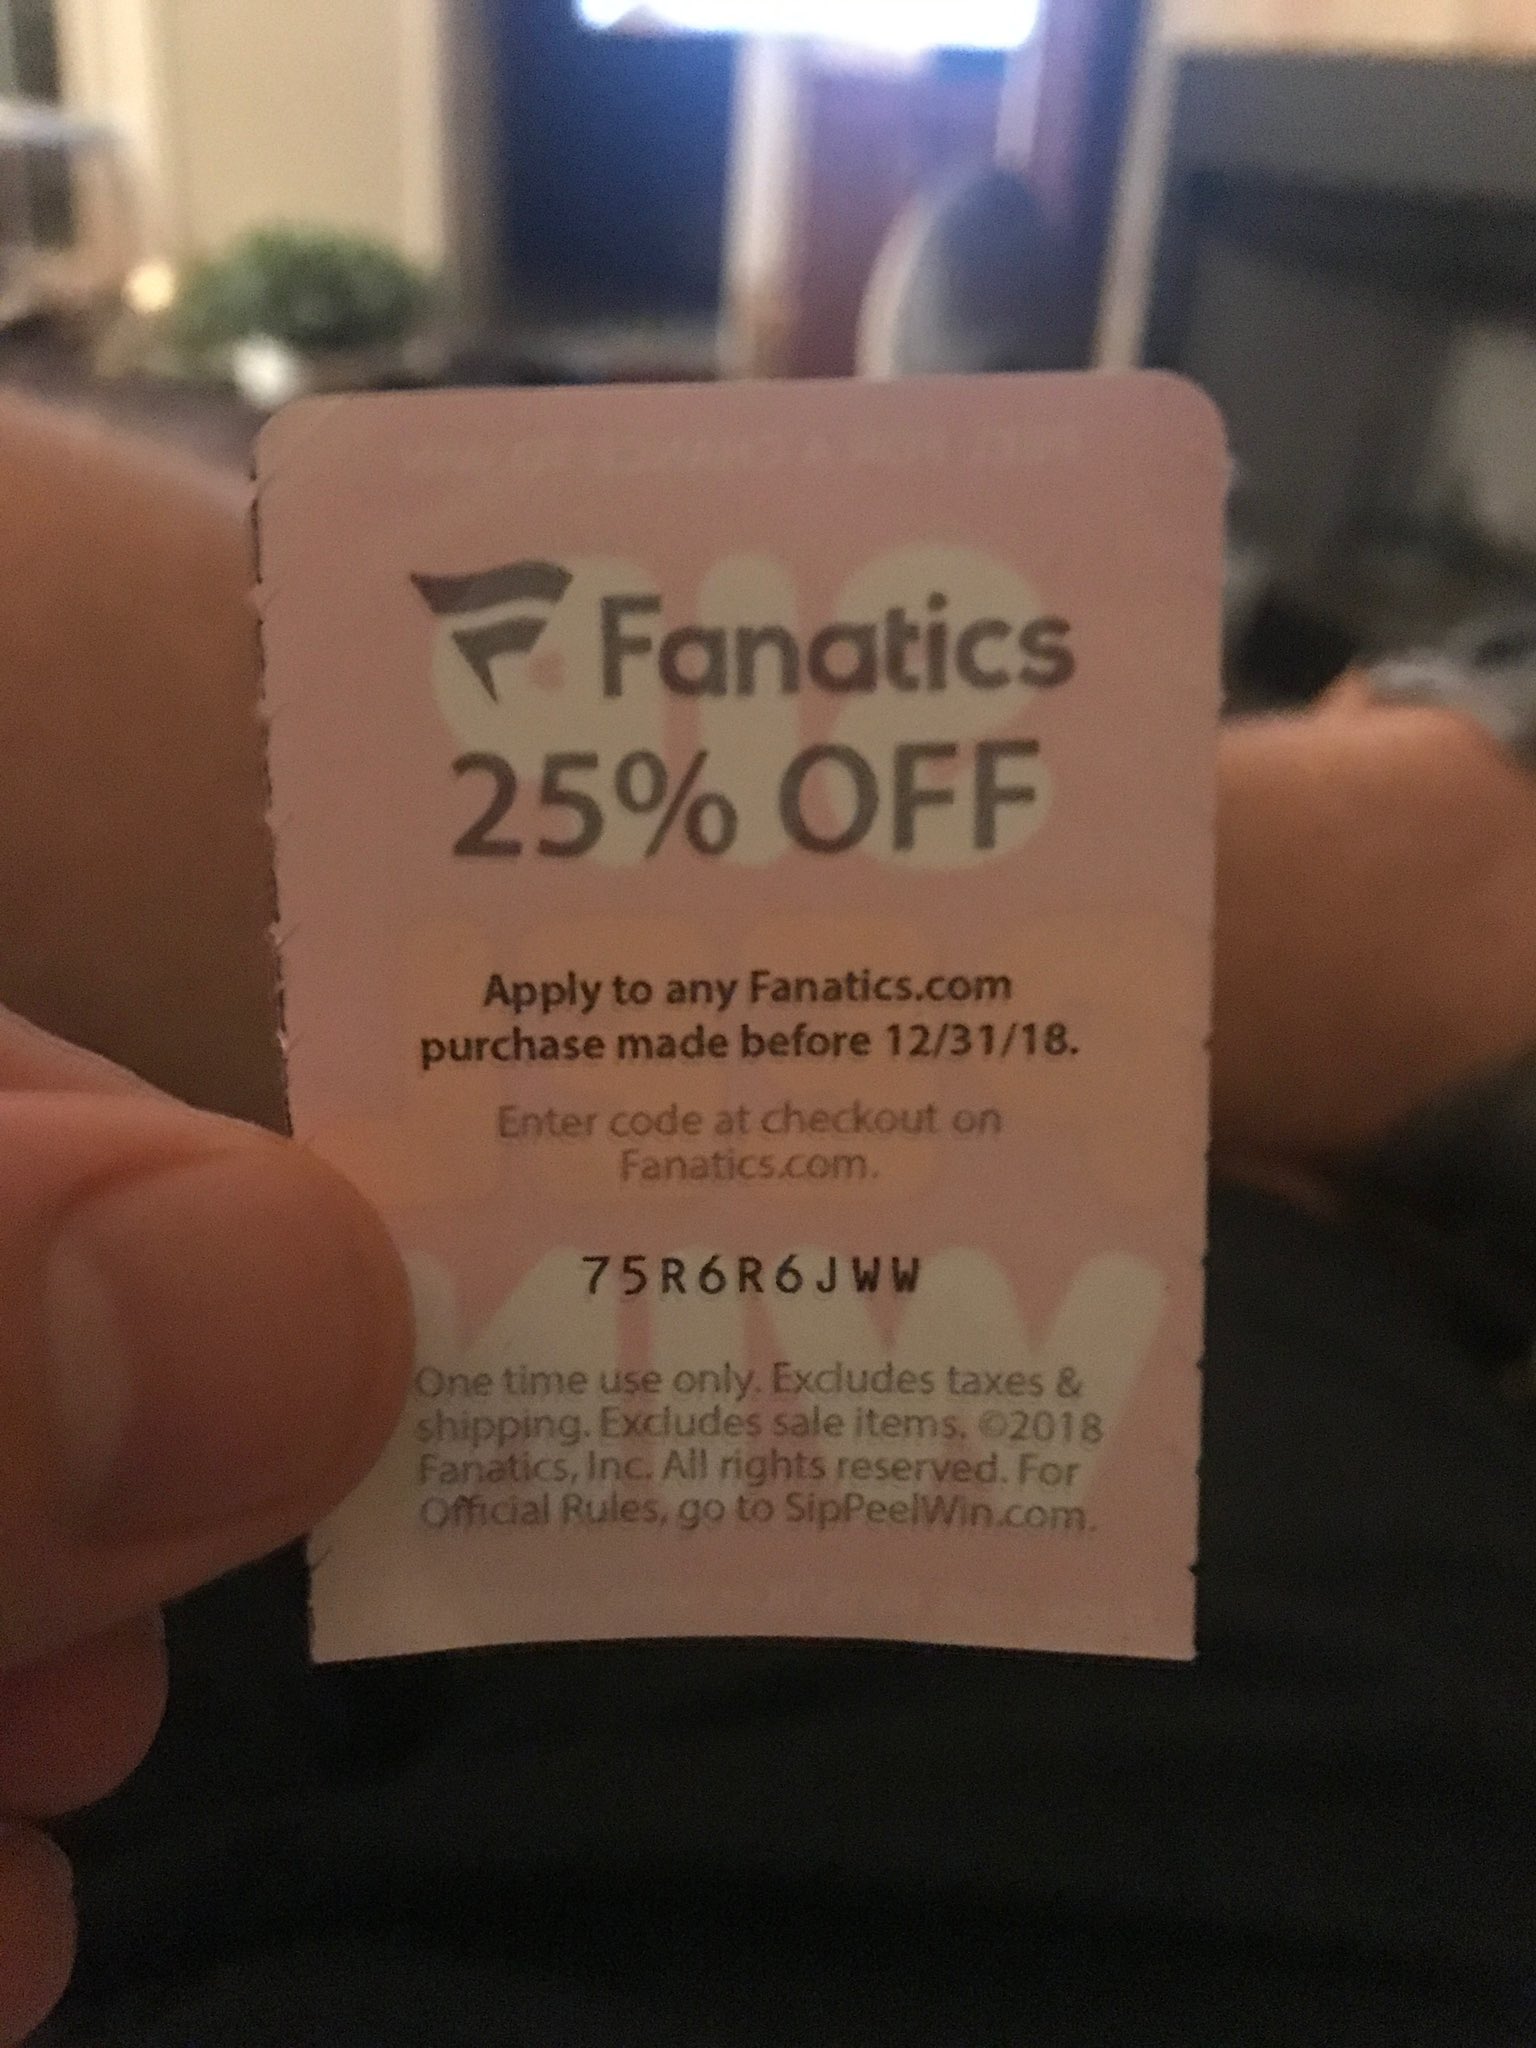 Fanatics
25% OFF
Apply to any Fanatics.com
purchase made before 12/31/18.
Enter code at checkout on
Fanatics.com.
75R6R6JWW
One time use only. Excludes taxes &
shipping. Excludes sale items. ©2018
Fanatics, Inc. All rights reserved. For
Official Rules, go to SipPeelWin.com.